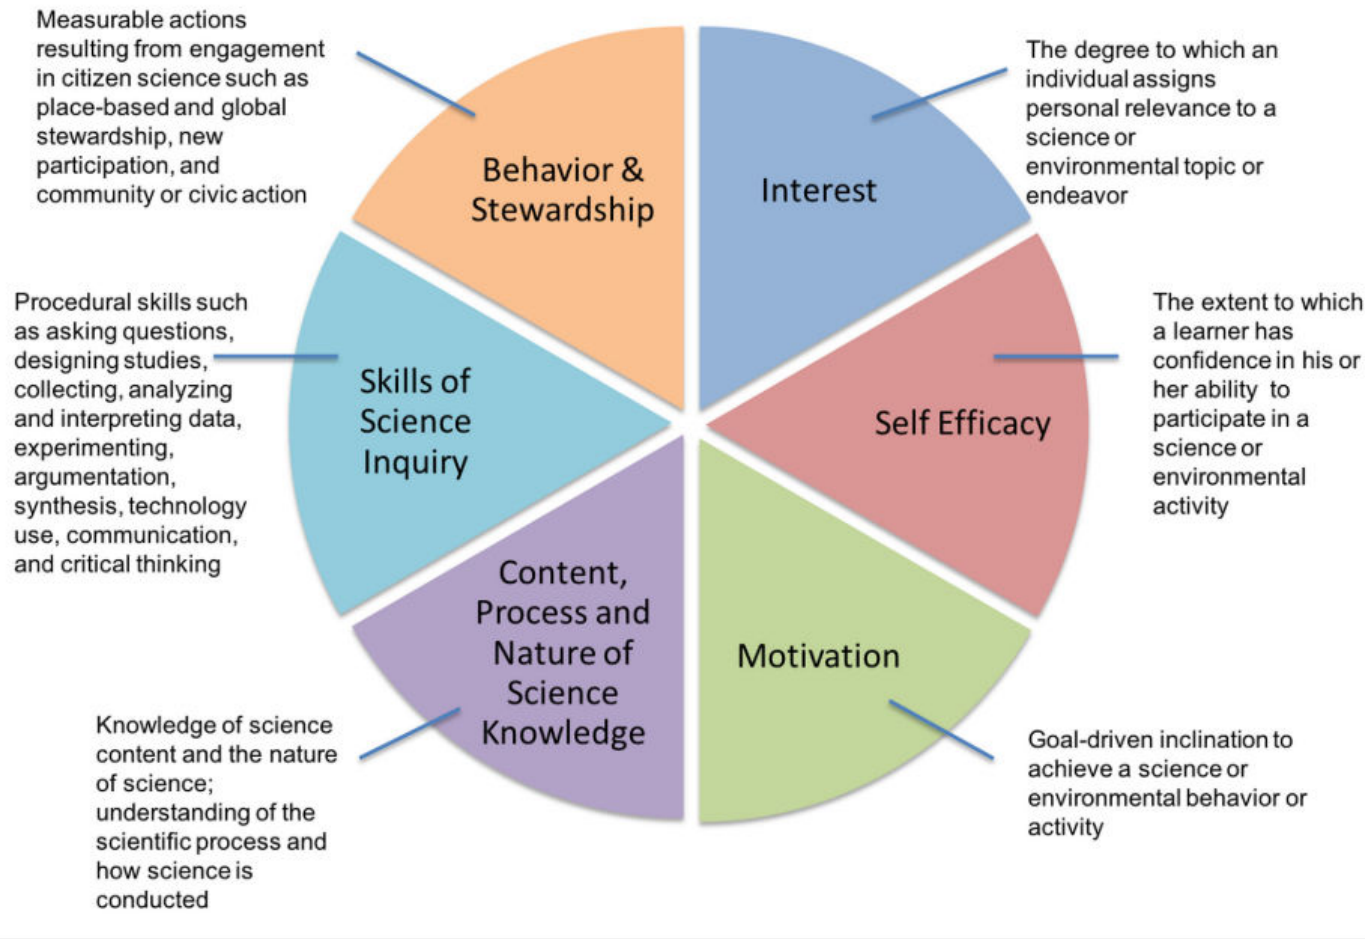 Measurable actions
resulting from engagement
in citizen science such as
place-based and global
stewardship, new
participation, and
community or civic action
Behavior &
Stewardship
Interest
The degree to which an
individual assigns
personal relevance to a
science or
environmental topic or
endeavor
Procedural skills such
as asking questions,
designing studies,
collecting, analyzing
and interpreting data,
experimenting,
argumentation,
synthesis, technology
use, communication,
and critical thinking
Skills of
Science
Inquiry
Self Efficacy
The extent to which
a learner has
confidence in his or
her ability to
participate in a
science or
environmental
activity
Content,
Process and
Nature of
Science
Knowledge
Motivation
Knowledge of science
content and the nature
of science;
understanding of the
scientific process and
how science is
conducted
Goal-driven inclination to
achieve a science or
environmental behavior or
activity